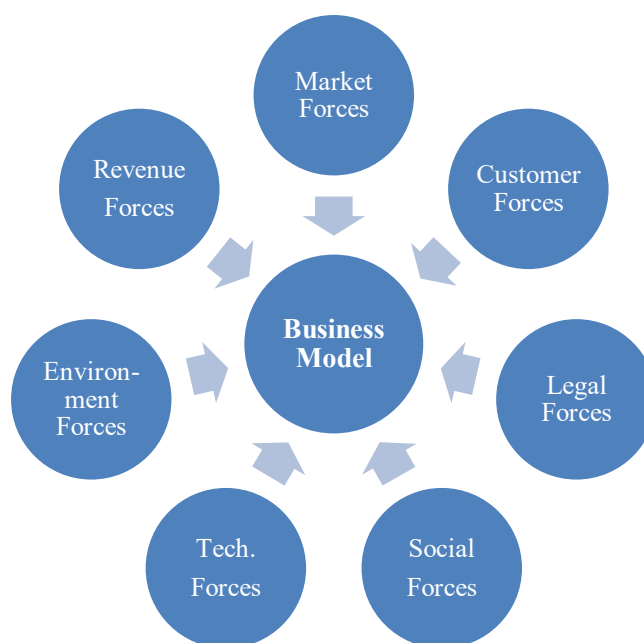 Market
Forces
Customer
Forces
Legal
Forces
Social
Forces
Tech.
Forces
Environ-
ment
Forces
Revenue
Forces
Business
Model